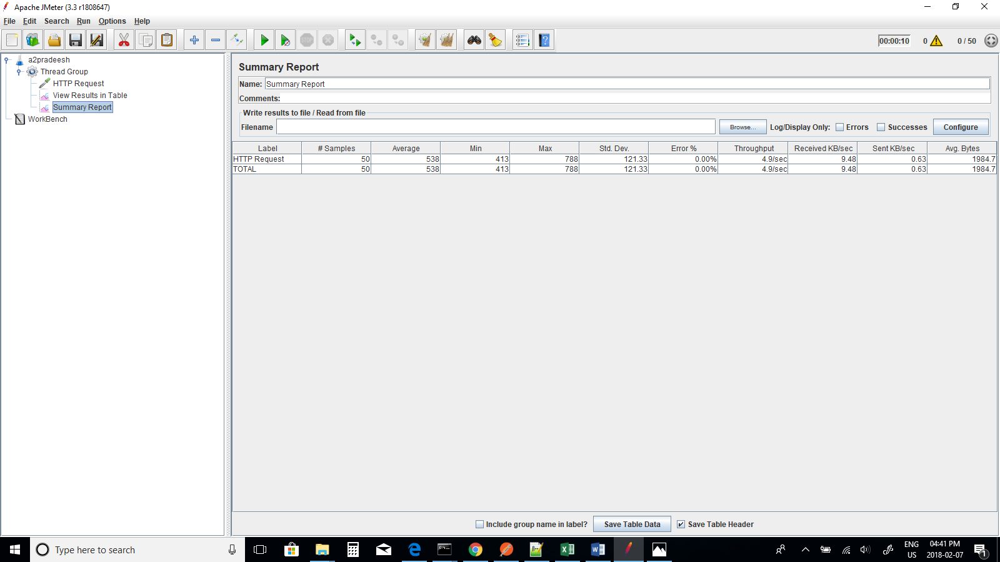 Apache JMeter (3.3 r1808647)
File Edit Search Run Options Help
STOP
00:00:10 0 0 / 50
a2pradeesh
Thread Group
HTTP Request
View Results in Table
Summary Report
WorkBench
Summary Report
Name: Summary Report
Comments:
Write results to file / Read from file
Filename Browse... Log/Display Only: Errors Successes Configure
Label # Samples Average Min Max Std. Dev. Error % Throughput Received KB/sec Sent KB/sec Avg. Bytes
HTTP Request 50 538 413 788 121.33 0.00% 4.9/sec 9.48 0.63 1984.7
TOTAL 50 538 413 788 121.33 0.00% 4.9/sec 9.48 0.63 1984.7
Include group name in label? Save Table Data Save Table Header
Type here to search
ENG 04:41 PM
US 2018-02-07
1